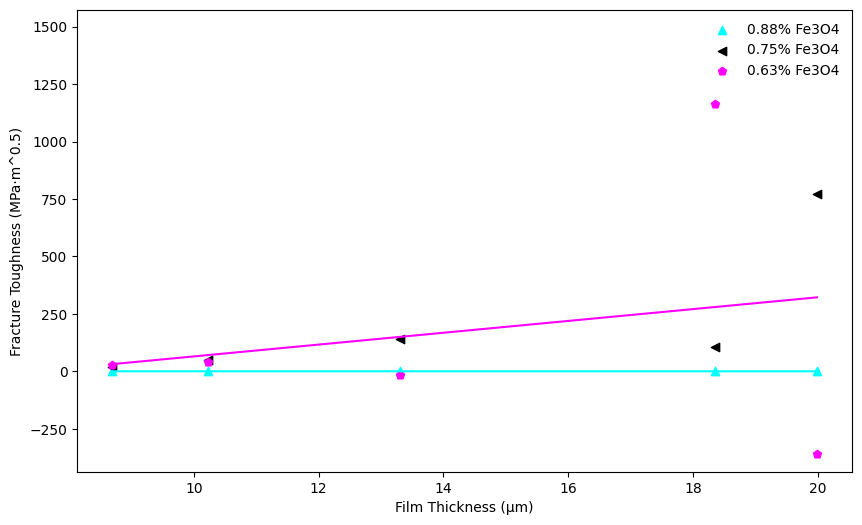 1500
1250
1000
750
500
250
0
−250
Fracture Toughness (MPa·m^0.5)
0.88% Fe3O4
0.75% Fe3O4
0.63% Fe3O4
10 12 14 16 18 20
Film Thickness (μm)